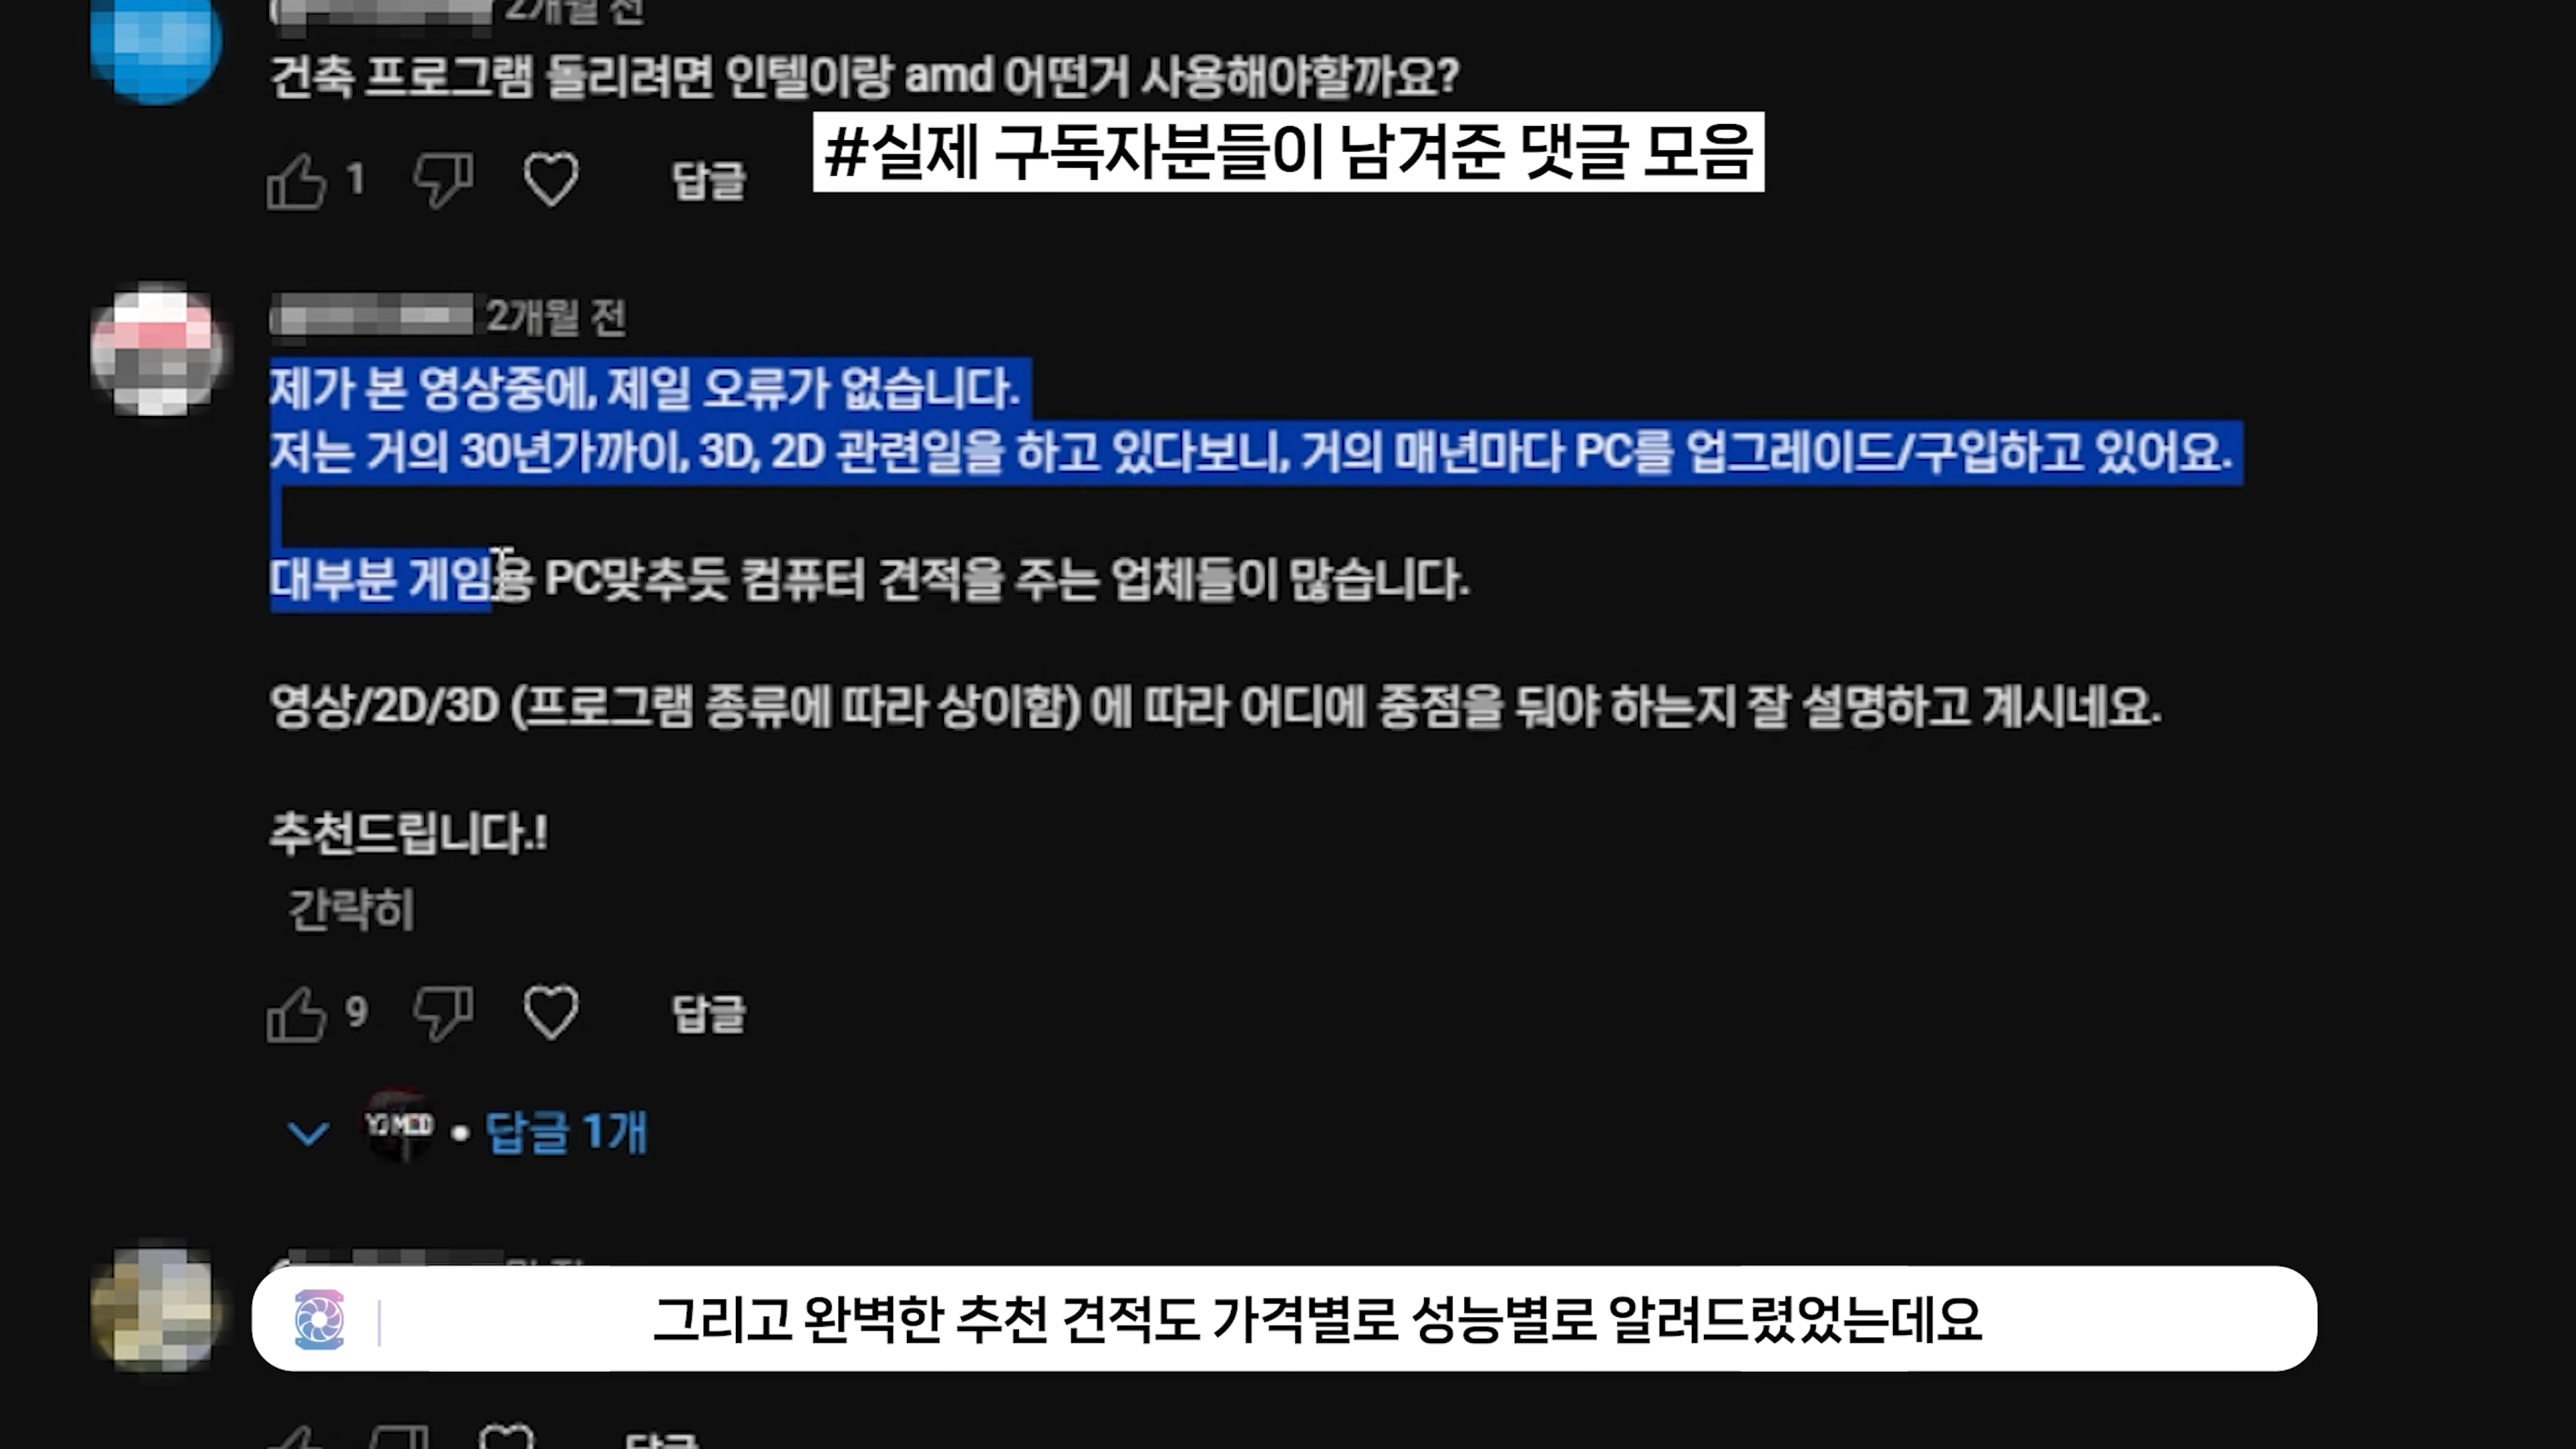 2개월 전
건축 프로그램 돌리려면 인텔이랑 amd 어떤거 사용해야할까요?
#실제 구독자분들이 남겨준 댓글 모음
1 답글
2개월 전
제가 본 영상중에, 제일 오류가 없습니다.
저는 거의 30년가까이, 3D, 2D 관련일을 하고 있다보니, 거의 매년마다 PC를 업그레이드/구입하고 있어요.
대부분 게임용 PC맞추듯 컴퓨터 견적을 주는 업체들이 많습니다.
영상/2D/3D (프로그램 종류에 따라 상이함) 에 따라 어디에 중점을 둬야 하는지 잘 설명하고 계시네요.
추천드립니다.!
간략히
9 답글
• 답글 1개
그리고 완벽한 추천 견적도 가격별로 성능별로 알려드렸었는데요
답글